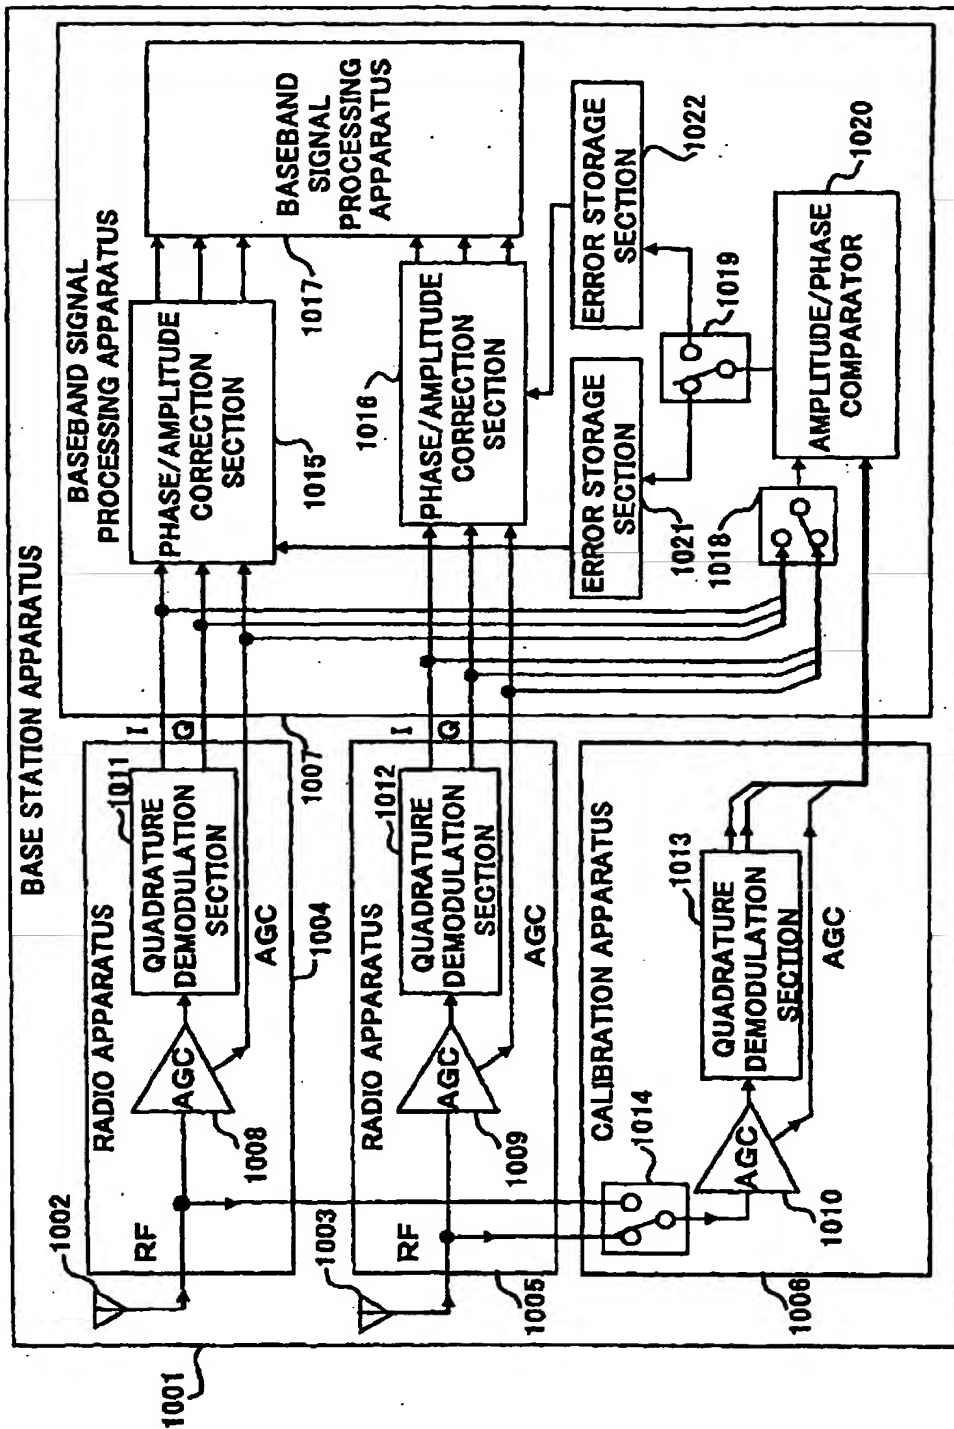 BASE STATION APPARATUS
1001
1002
RADIO APPARATUS
RF
AGC
1008
1011
QUADRATURE
DEMODULATION
SECTION
AGC
1004
I
Q
1003
RADIO APPARATUS
RF
AGC
1009
1012
QUADRATURE
DEMODULATION
SECTION
AGC
1005
I
Q
CALIBRATION APPARATUS
1014
AGC
1010
1013
QUADRATURE
DEMODULATION
SECTION
AGC
1006
BASEBAND SIGNAL
PROCESSING APPARATUS
1007
PHASE/AMPLITUDE
CORRECTION
SECTION
1015
BASEBAND
SIGNAL
PROCESSING
APPARATUS
1017
1016
PHASE/AMPLITUDE
CORRECTION
SECTION
ERROR STORAGE
SECTION
1021
ERROR STORAGE
SECTION
1022
1018
1019
AMPLITUDE/PHASE
COMPARATOR
1020